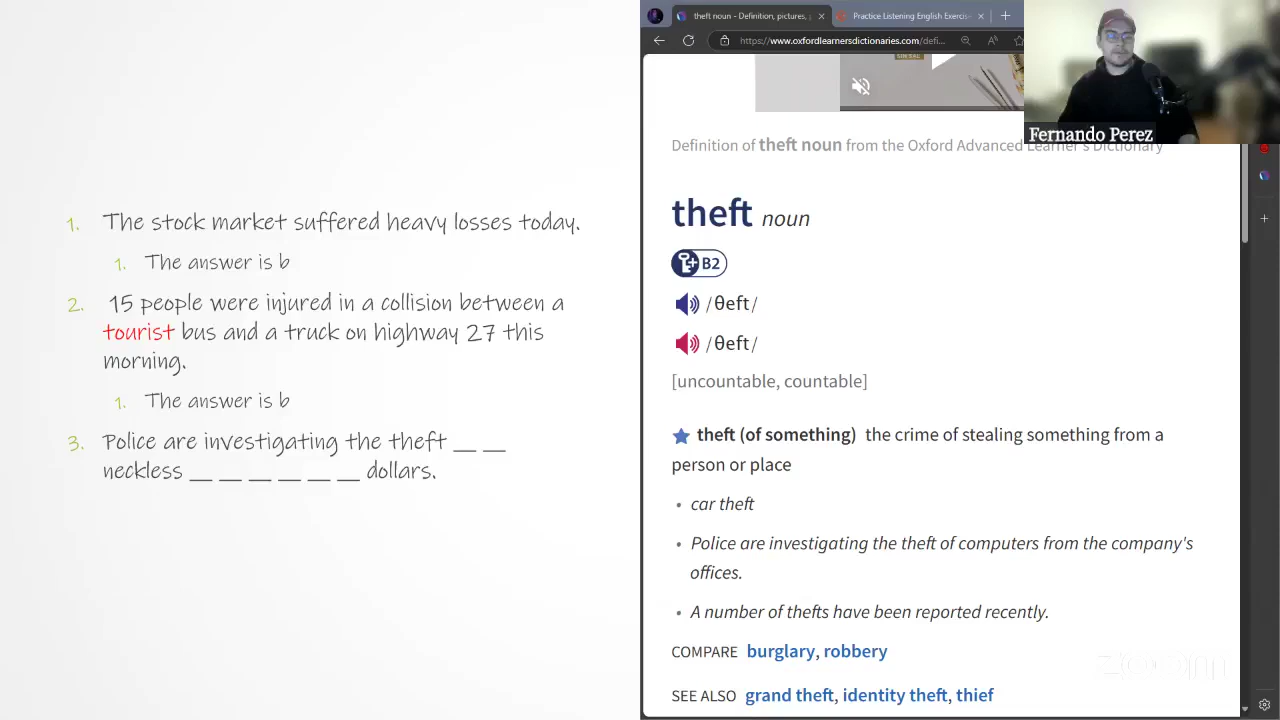 1. The stock market suffered heavy losses today.
1. The answer is b
2. 15 people were injured in a collision between a
tourist bus and a truck on highway 27 this
morning.
1. The answer is b
3. Police are investigating the theft __ __
neckless __ __ __ __ __ __ dollars.
theft noun - Definition, pictures,
Practice Listening English Exercis
https://www.oxfordlearnersdictionaries.com/defi...
Fernando Perez
Definition of theft noun from the Oxford Advanced Learner's Dictionary
theft noun
B2
/θeft/
/θeft/
[uncountable, countable]
theft (of something) the crime of stealing something from a
person or place
• car theft
• Police are investigating the theft of computers from the company's
offices.
• A number of thefts have been reported recently.
COMPARE burglary, robbery
SEE ALSO grand theft, identity theft, thief
zoom